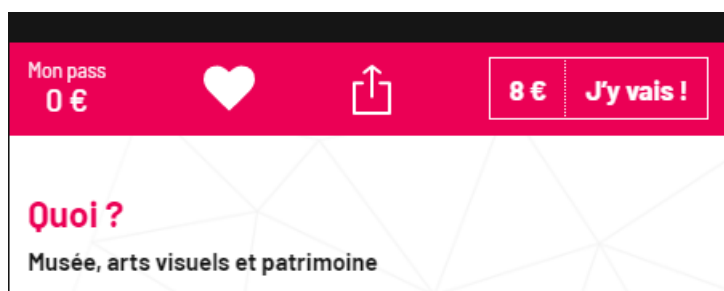 Mon pass
0 €
8 € J'y vais !
Quoi ?
Musée, arts visuels et patrimoine